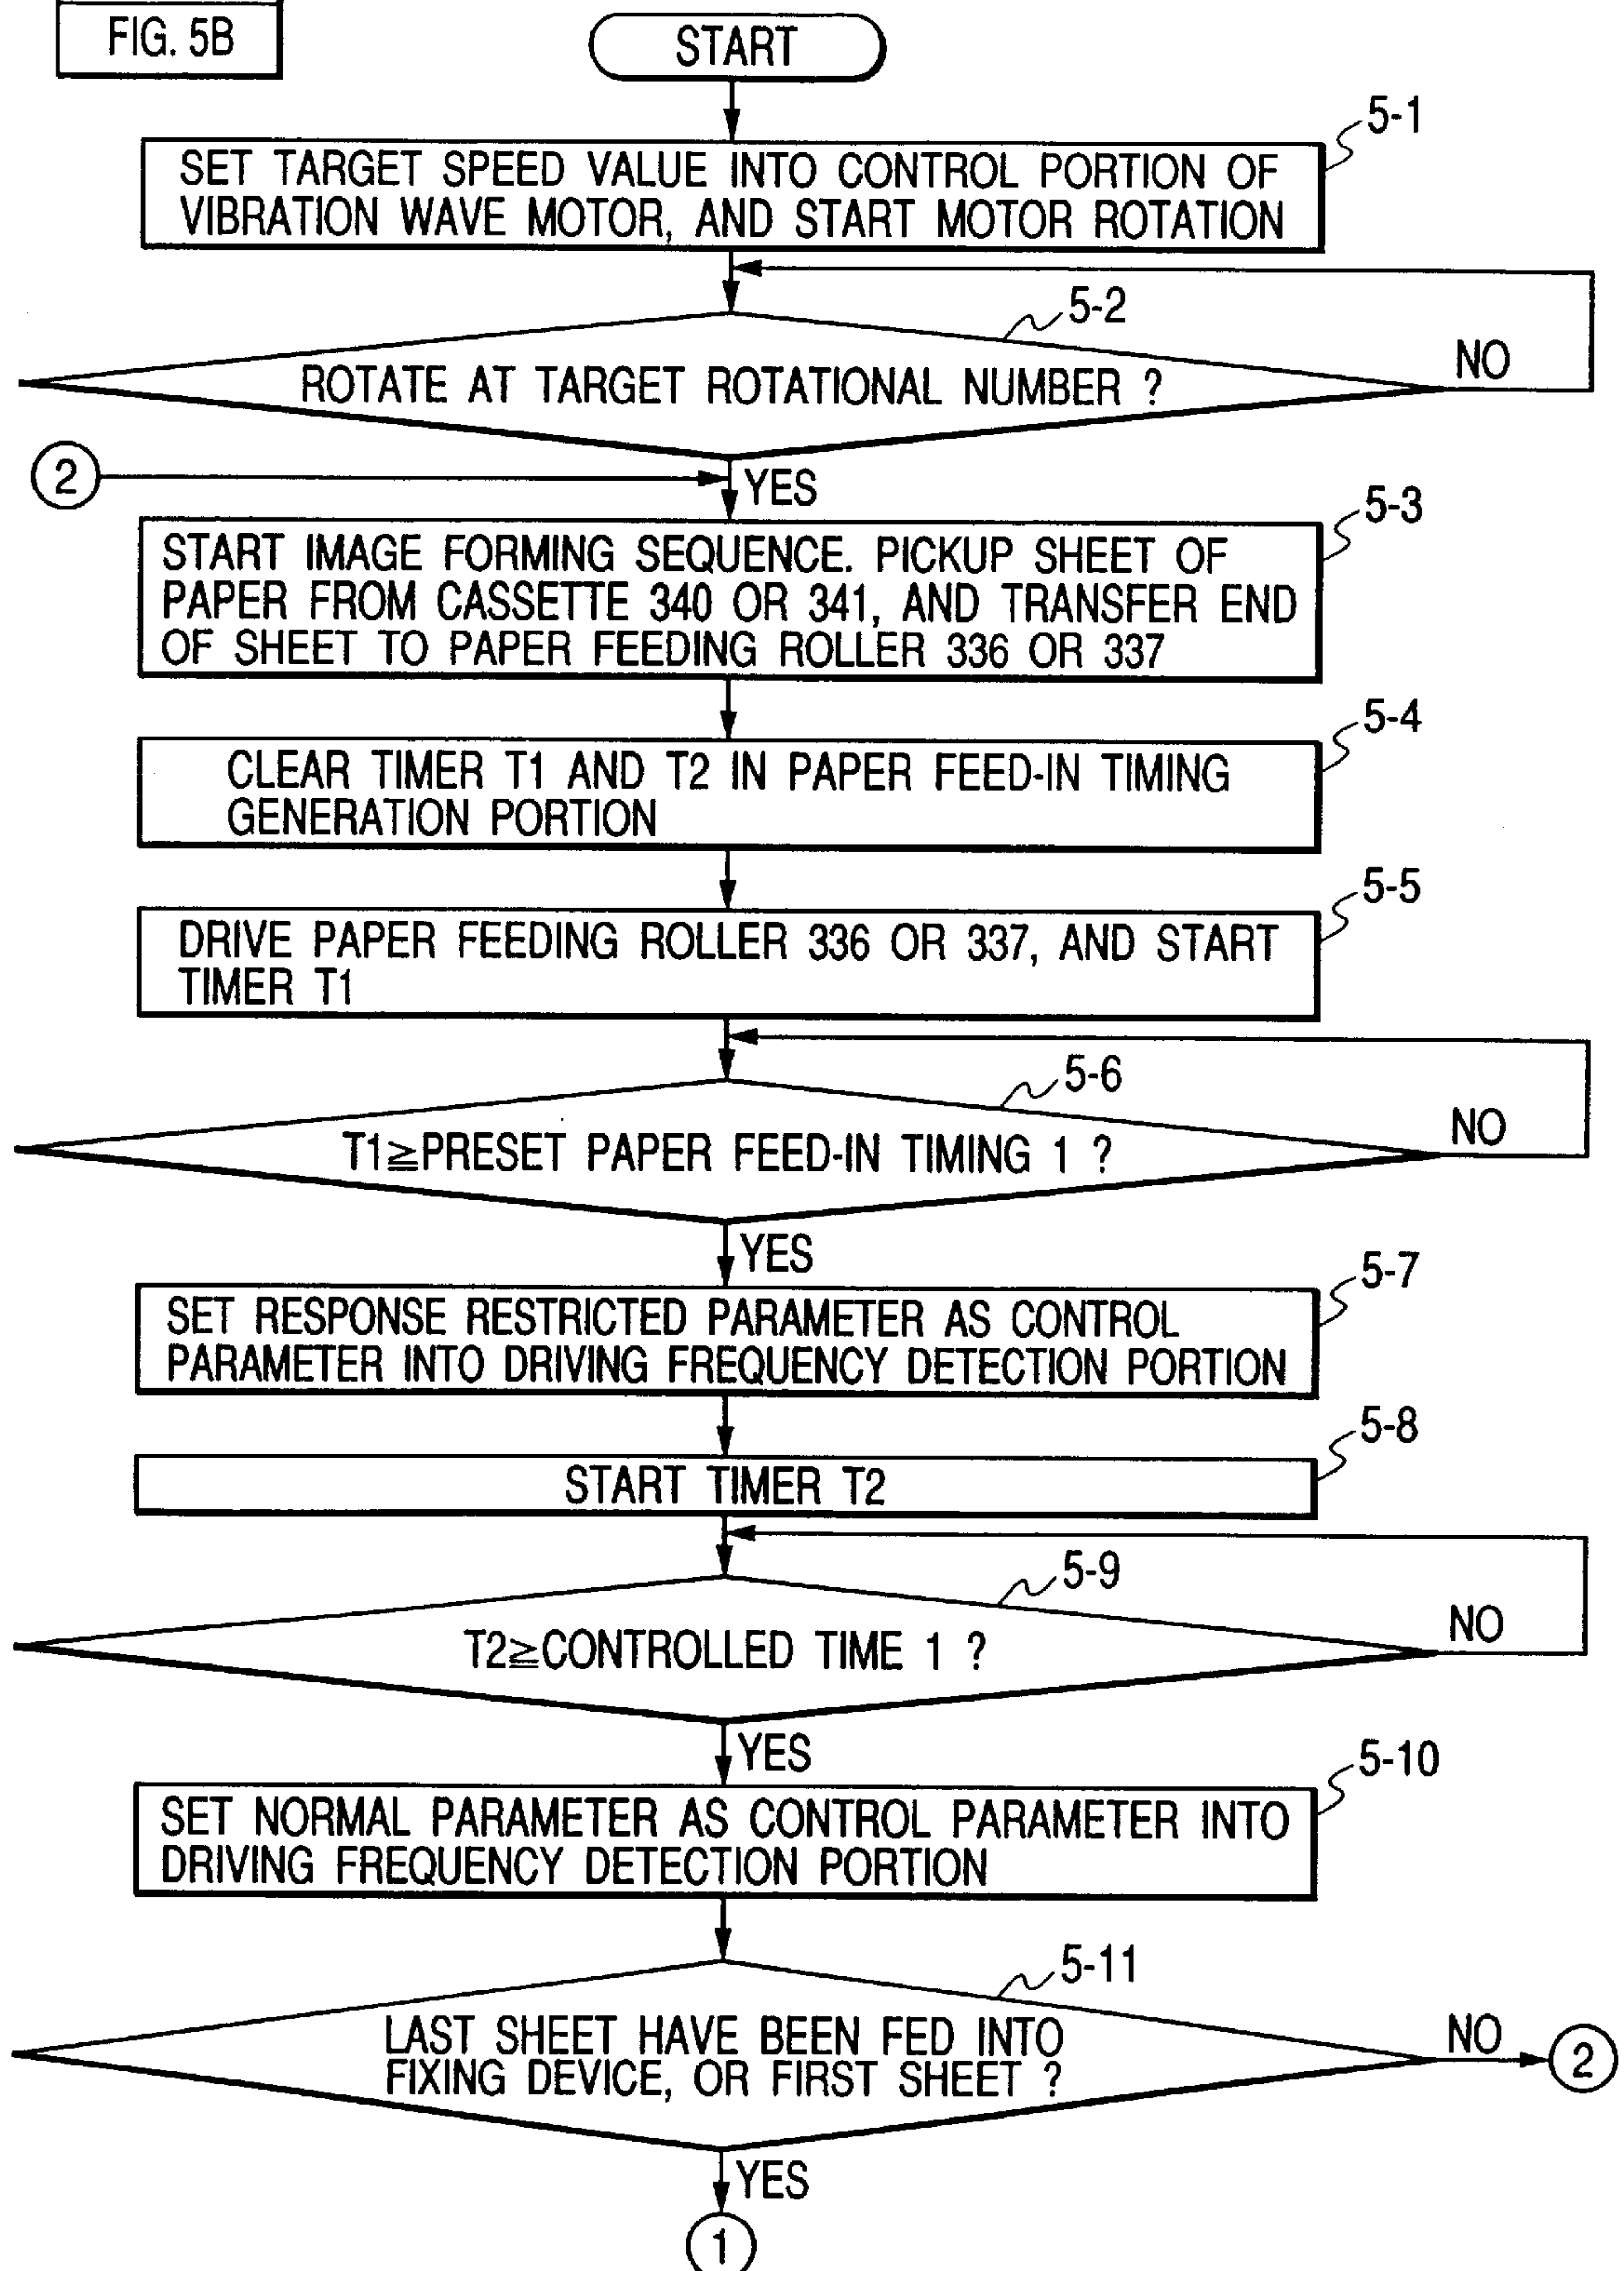 FIG. 5B
START
5-1
SET TARGET SPEED VALUE INTO CONTROL PORTION OF
VIBRATION WAVE MOTOR, AND START MOTOR ROTATION
5-2
ROTATE AT TARGET ROTATIONAL NUMBER ?
NO
2
YES
5-3
START IMAGE FORMING SEQUENCE. PICKUP SHEET OF
PAPER FROM CASSETTE 340 OR 341, AND TRANSFER END
OF SHEET TO PAPER FEEDING ROLLER 336 OR 337
5-4
CLEAR TIMER T1 AND T2 IN PAPER FEED-IN TIMING
GENERATION PORTION
5-5
DRIVE PAPER FEEDING ROLLER 336 OR 337, AND START
TIMER T1
5-6
T1≧PRESET PAPER FEED-IN TIMING 1 ?
NO
YES
5-7
SET RESPONSE RESTRICTED PARAMETER AS CONTROL
PARAMETER INTO DRIVING FREQUENCY DETECTION PORTION
5-8
START TIMER T2
5-9
T2≧CONTROLLED TIME 1 ?
NO
YES
5-10
SET NORMAL PARAMETER AS CONTROL PARAMETER INTO
DRIVING FREQUENCY DETECTION PORTION
5-11
LAST SHEET HAVE BEEN FED INTO
FIXING DEVICE, OR FIRST SHEET ?
NO
2
YES
1